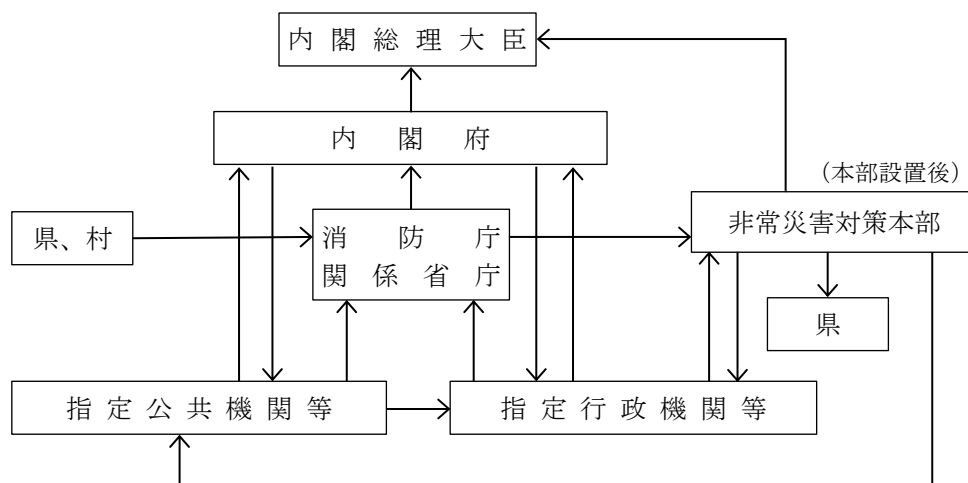 内閣総理大臣
内閣府
(本部設置後)
県、村
消防庁
関係省庁
非常災害対策本部
県
指定公共機関等
指定行政機関等